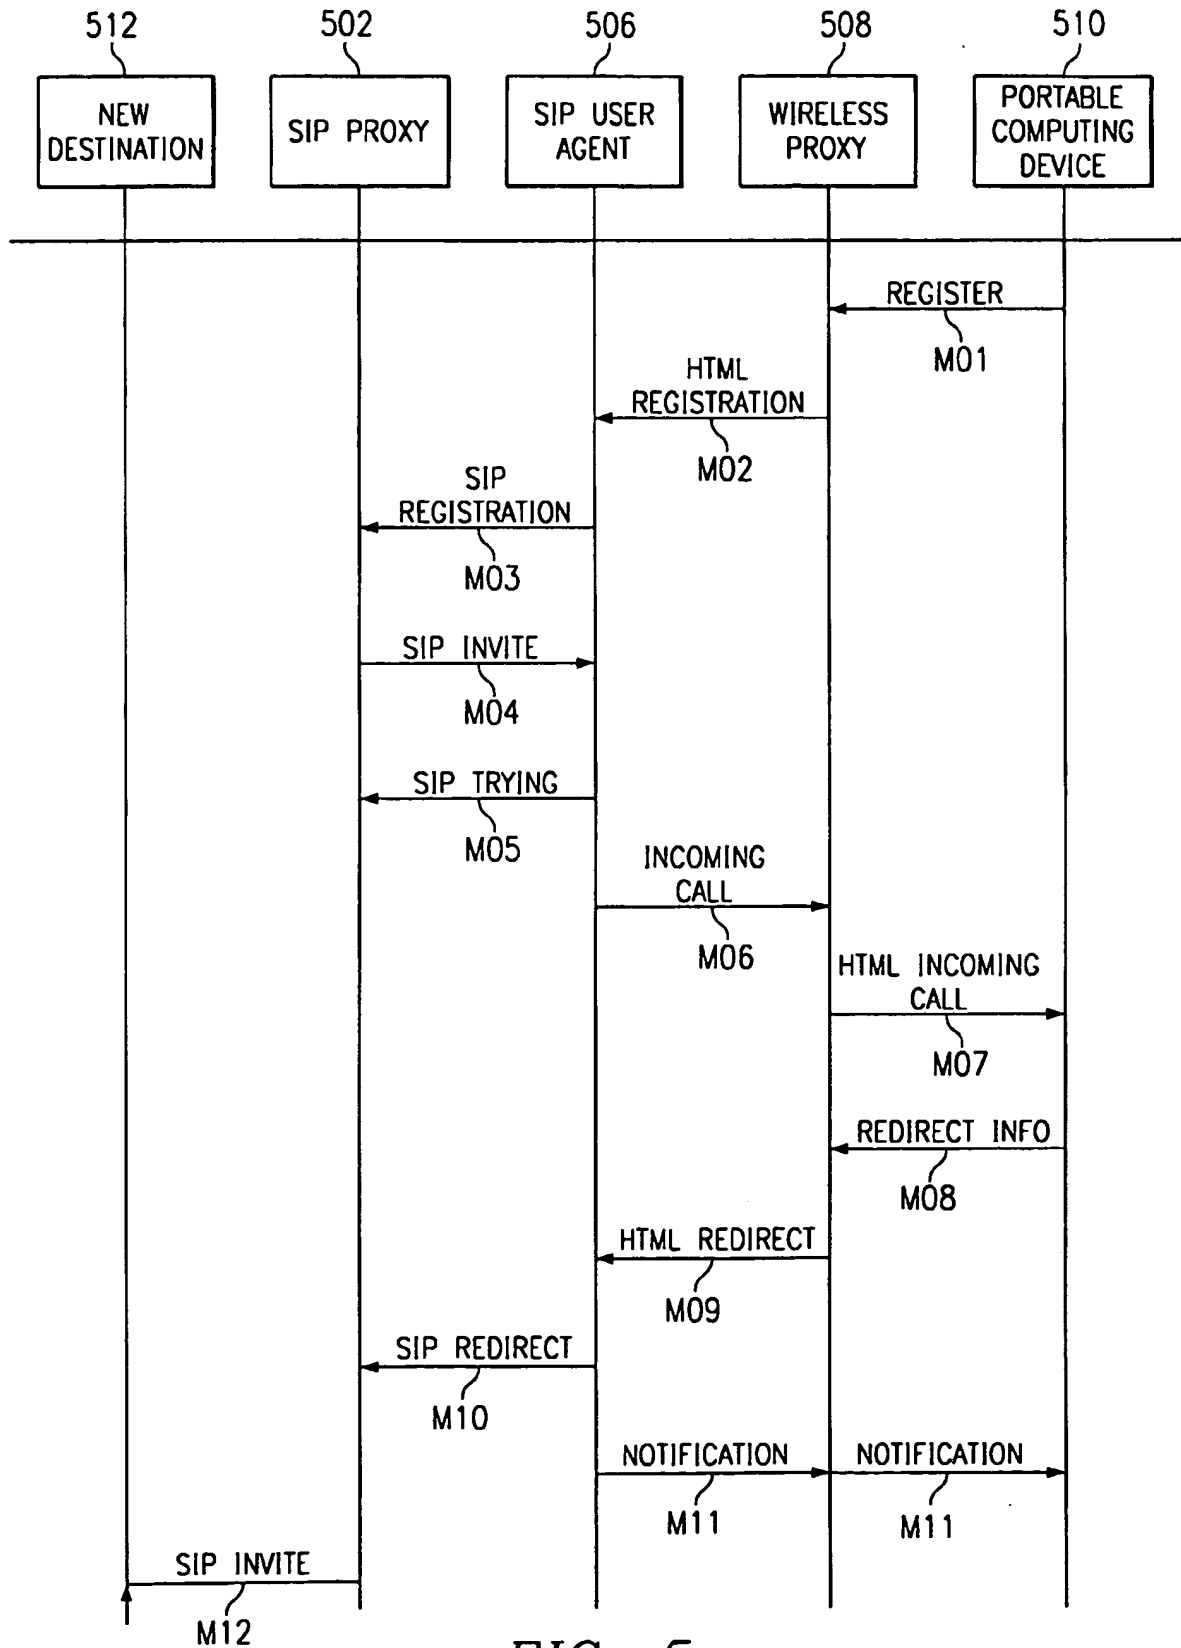 512
502
506
508
510
NEW
DESTINATION
SIP PROXY
SIP USER
AGENT
WIRELESS
PROXY
PORTABLE
COMPUTING
DEVICE
REGISTER
M01
HTML
REGISTRATION
M02
SIP
REGISTRATION
M03
SIP INVITE
M04
SIP TRYING
M05
INCOMING
CALL
M06
HTML INCOMING
CALL
M07
REDIRECT INFO
M08
HTML REDIRECT
M09
SIP REDIRECT
M10
NOTIFICATION
M11
NOTIFICATION
M11
SIP INVITE
M12
FIG. 5